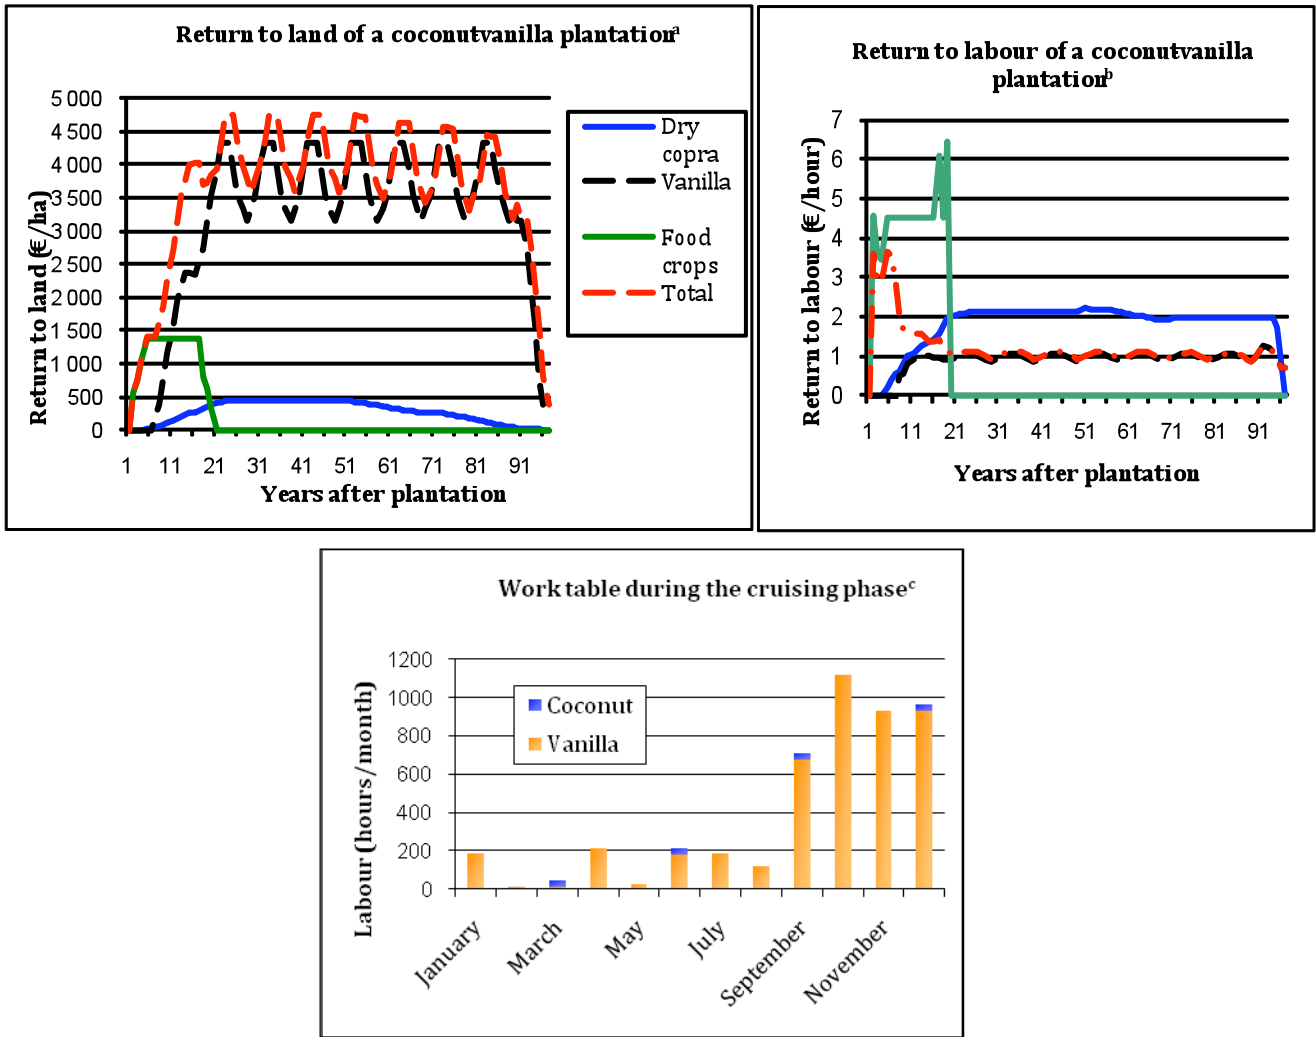 Return to land of a coconutvanilla plantationᵃ
5 000
4 500
4 000
3 500
3 000
2 500
2 000
1 500
1 000
500
0
Return to land (€/ha)
1 11 21 31 41 51 61 71 81 91
Years after plantation
Dry
copra
Vanilla
Food
crops
Total
Return to labour of a coconutvanilla
plantationᵇ
7
6
5
4
3
2
1
0
Return to labour (€/hour)
1 11 21 31 41 51 61 71 81 91
Years after plantation
Work table during the cruising phaseᶜ
1200
1000
800
600
400
200
0
Labour (hours/month)
Coconut
Vanilla
January
March
May
July
September
November